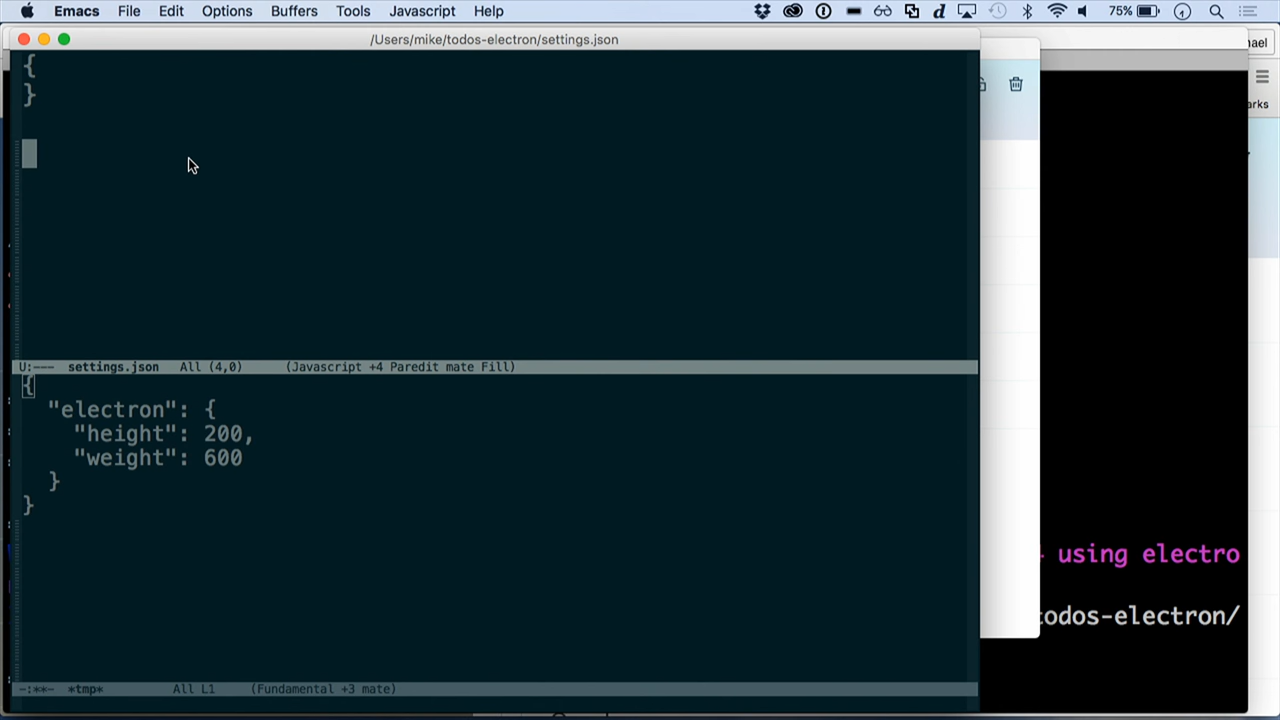 Emacs File Edit Options Buffers Tools Javascript Help 75%
/Users/mike/todos-electron/settings.json
ael
arks
{
}
U:--- settings.json All (4,0) (Javascript +4 Paredit mate Fill)
{
"electron": {
"height": 200,
"weight": 600
}
}
using electro
todos-electron/
-:**- *tmp* All L1 (Fundamental +3 mate)